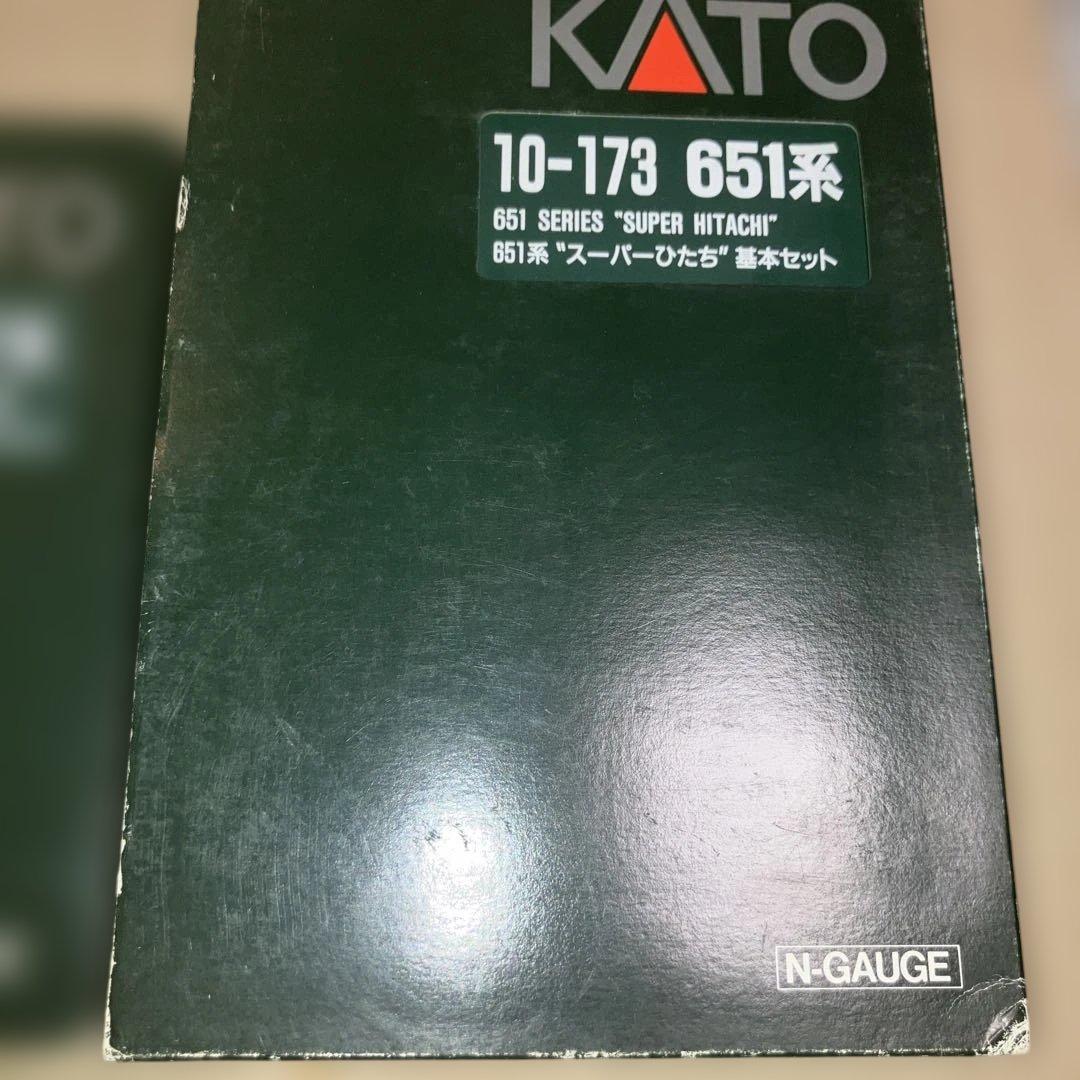 KATO
10-173 651系
651 SERIES "SUPER HITACHI"
651系 "スーパーひたち" 基本セット
N-GAUGE